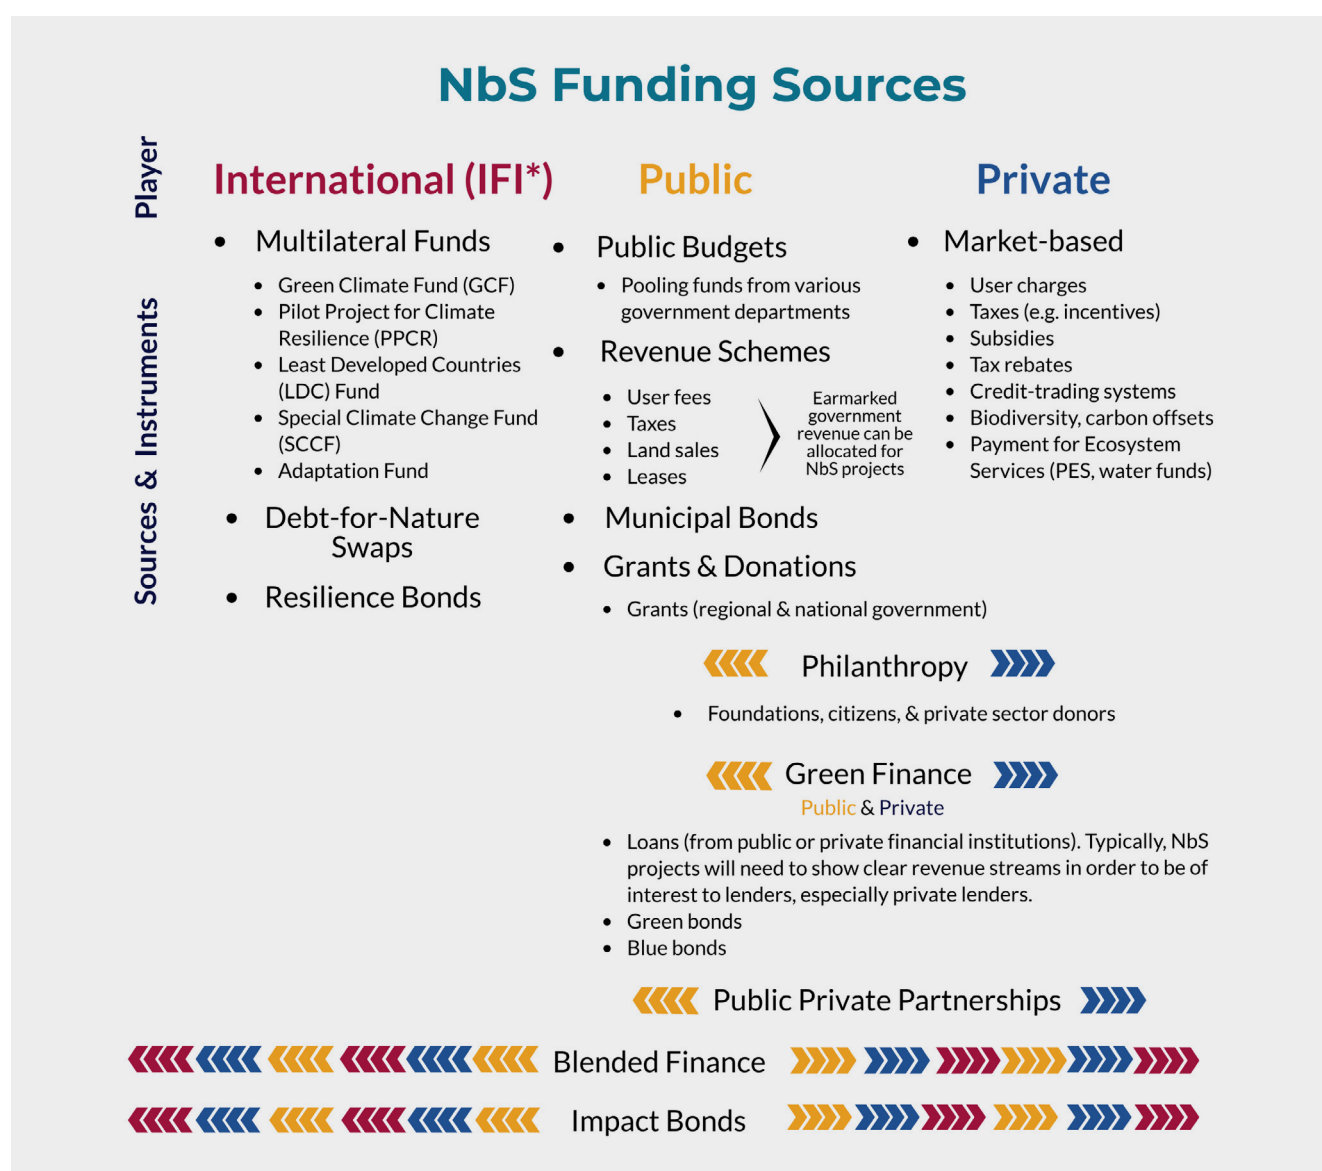 NbS Funding Sources
Player
International (IFI*)
Public
Private
Sources & Instruments
• Multilateral Funds
• Green Climate Fund (GCF)
• Pilot Project for Climate
Resilience (PPCR)
• Least Developed Countries
(LDC) Fund
• Special Climate Change Fund
(SCCF)
• Adaptation Fund
• Debt-for-Nature
Swaps
• Resilience Bonds
• Public Budgets
• Pooling funds from various
government departments
• Revenue Schemes
• User fees
• Taxes
• Land sales
• Leases
Earmarked
government
revenue can be
allocated for
NbS projects
• Municipal Bonds
• Grants & Donations
• Grants (regional & national government)
• Market-based
• User charges
• Taxes (e.g. incentives)
• Subsidies
• Tax rebates
• Credit-trading systems
• Biodiversity, carbon offsets
• Payment for Ecosystem
Services (PES, water funds)
Philanthropy
• Foundations, citizens, & private sector donors
Green Finance
Public & Private
• Loans (from public or private financial institutions). Typically, NbS
projects will need to show clear revenue streams in order to be of
interest to lenders, especially private lenders.
• Green bonds
• Blue bonds
Public Private Partnerships
Blended Finance
Impact Bonds